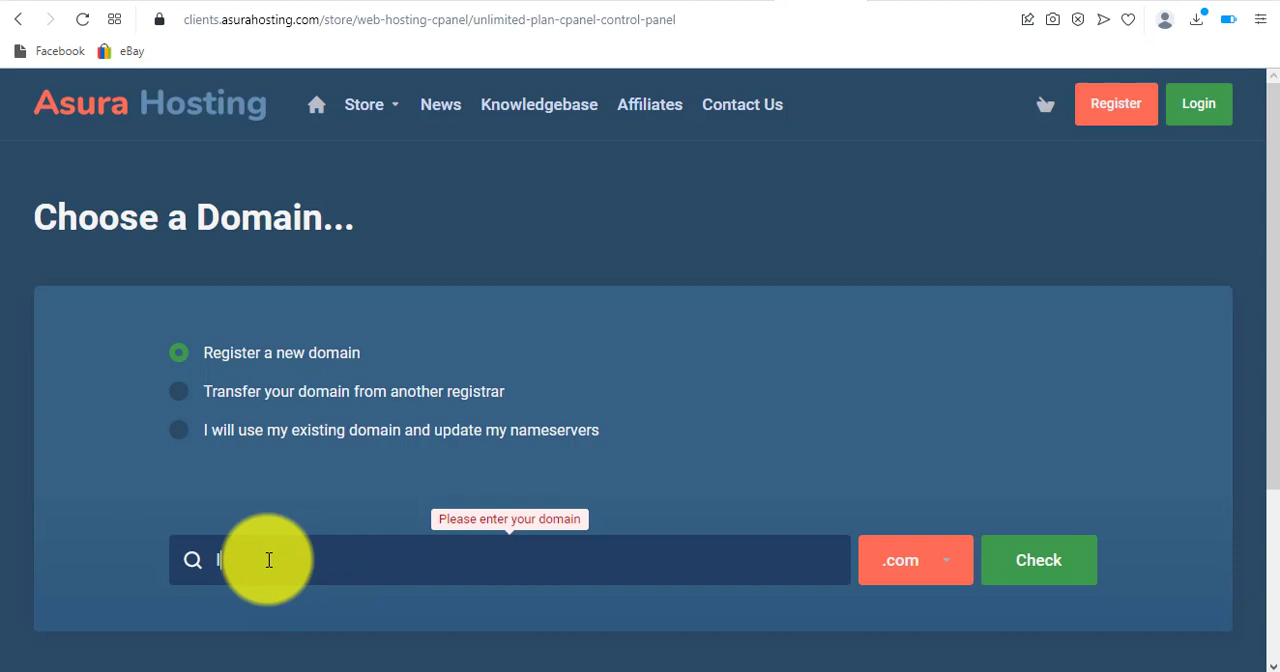 clients.asurahosting.com/store/web-hosting-cpanel/unlimited-plan-cpanel-control-panel
Facebook eBay
Asura Hosting Store News Knowledgebase Affiliates Contact Us Register Login
Choose a Domain...
Register a new domain
Transfer your domain from another registrar
I will use my existing domain and update my nameservers
Please enter your domain
.com Check